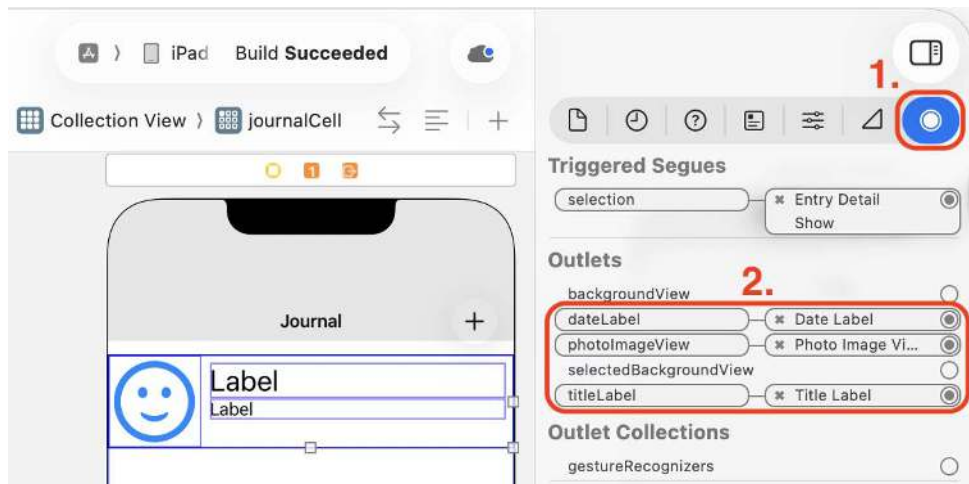 iPad Build Succeeded
1.
Collection View
journalCell
Triggered Segues
selection
Entry Detail
Show
Outlets
2.
backgroundView
dateLabel
Date Label
photoImageView
Photo Image Vi...
selectedBackgroundView
titleLabel
Title Label
Outlet Collections
gestureRecognizers
1
Journal
Label
Label